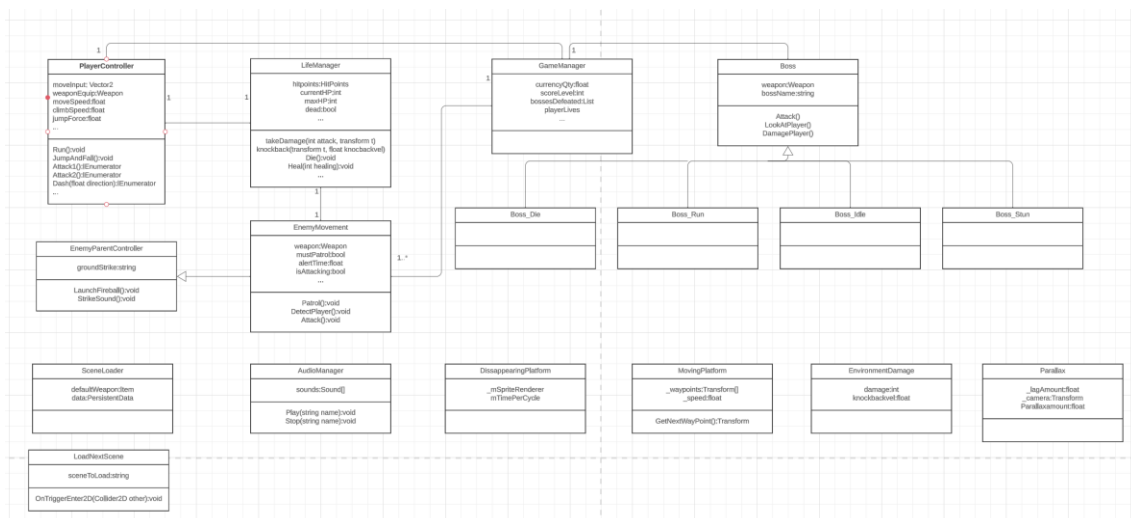 1
1
PlayerController
moveInput: Vector2
weaponEquip:Weapon
moveSpeed:float
climbSpeed:float
jumpForce:float
...
Run():void
JumpAndFall():void
Attack1():IEnumerator
Attack2():IEnumerator
Dash(float direction):IEnumerator
...
1
1
LifeManager
hitpoints:HitPoints
currentHP:int
maxHP:int
dead:bool
...
takeDamage(int attack, transform t)
knockback(transform t, float knocbackvel)
Die():void
Heal(int healing):void
...
1
1
GameManager
currencyQty:float
scoreLevel:int
bossesDefeated:List
playerLives
...
1
1..*
Boss
weapon:Weapon
bossName:string
Attack()
LookAtPlayer()
DamagePlayer()
Boss_Die
Boss_Run
Boss_Idle
Boss_Stun
EnemyParentController
groundStrike:string
LaunchFireball():void
StrikeSound():void
EnemyMovement
weapon:Weapon
mustPatrol:bool
alertTime:float
isAttacking:bool
...
Patrol():void
DetectPlayer():void
Attack():void
SceneLoader
defaultWeapon:Item
data:PersistentData
AudioManager
sounds:Sound[]
Play(string name):void
Stop(string name):void
DissappearingPlatform
_mSpriteRenderer
mTimePerCycle
MovingPlatform
_waypoints:Transform[]
_speed:float
GetNextWayPoint():Transform
EnvironmentDamage
damage:int
knockbackvel:float
Parallax
_lagAmount:float
_camera:Transform
Parallaxamount:float
LoadNextScene
sceneToLoad:string
OnTriggerEnter2D(Collider2D other):void